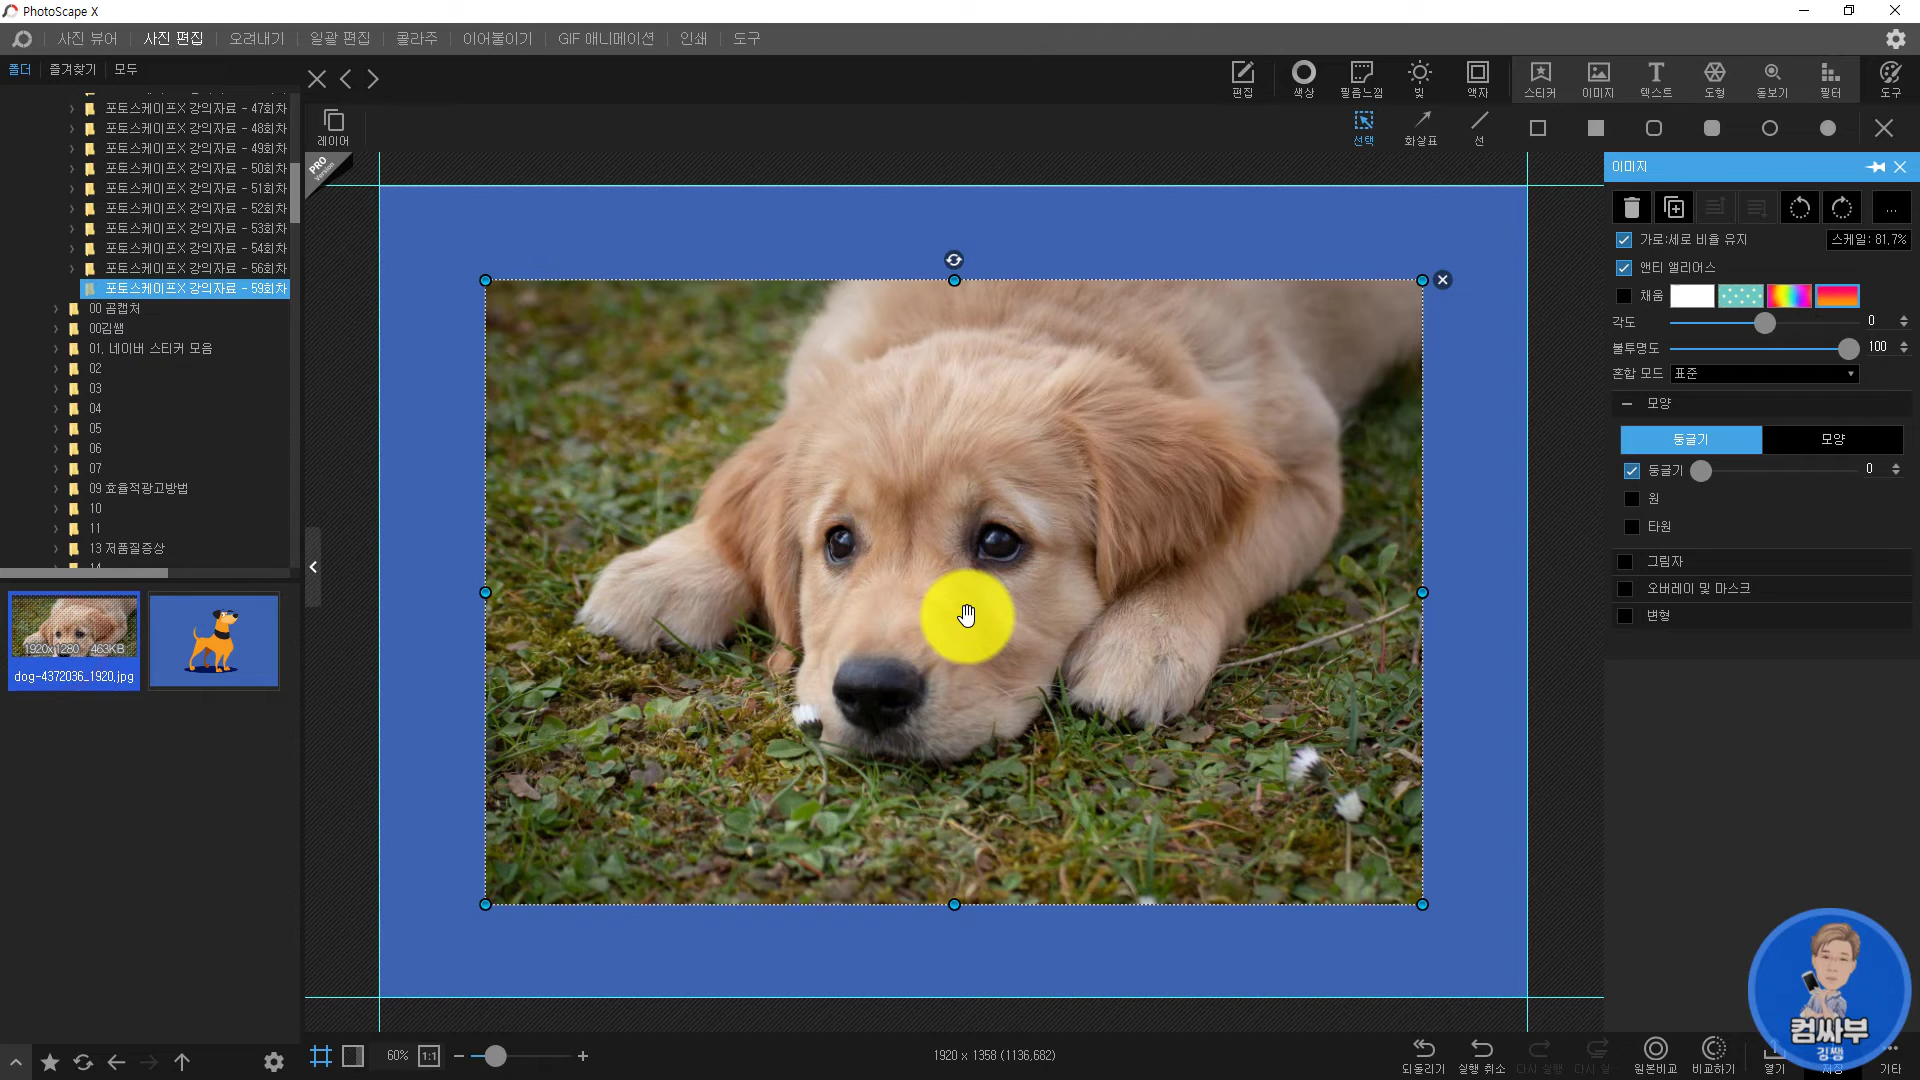 PhotoScape X
사진 뷰어
사진 편집
오려내기
일괄 편집
콜라주
이어붙이기
GIF 애니메이션
인쇄
도구
폴더
즐겨찾기
모두
편집
색상
필름느낌
빛
액자
스티커
이미지
텍스트
도형
돋보기
필터
도구
레이어
선택
화살표
선
PRO
Version
포토스케이프X 강의자료 - 47회차
포토스케이프X 강의자료 - 48회차
포토스케이프X 강의자료 - 49회차
포토스케이프X 강의자료 - 50회차
포토스케이프X 강의자료 - 51회차
포토스케이프X 강의자료 - 52회차
포토스케이프X 강의자료 - 53회차
포토스케이프X 강의자료 - 54회차
포토스케이프X 강의자료 - 56회차
포토스케이프X 강의자료 - 59회차
00 곰캡처
00김쌤
01. 네이버 스티커 모음
02
03
04
05
06
07
09 효율적광고방법
10
11
13 저품질증상
14
1920x1280 463KB
dog-4372036_1920.jpg
이미지
...
가로:세로 비율 유지
스케일: 81.7%
앤티 앨리어스
채움
각도
0
불투명도
100
혼합 모드
표준
모양
둥글기
모양
둥글기
0
원
타원
그림자
오버레이 및 마스크
변형
60%
1:1
1920 x 1358 (1136,682)
되돌리기
실행 취소
다시 실행
다시 실..
원본비교
비교하기
열기
저장
기타
컴싸부
김쌤